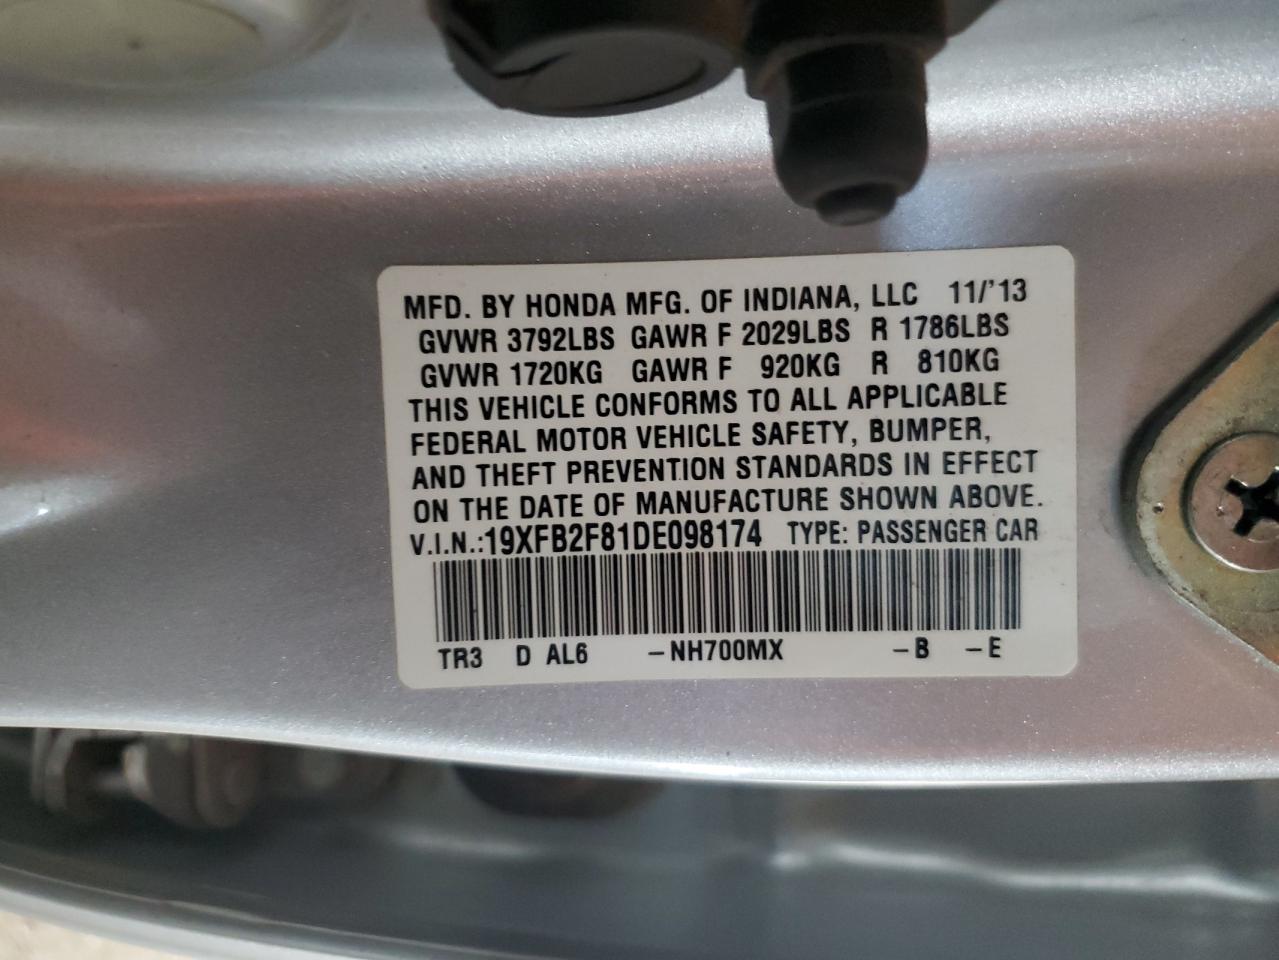 MFD. BY HONDA MFG. OF INDIANA, LLC 11/'13
GVWR 3792LBS GAWR F 2029LBS R 1786LBS
GVWR 1720KG GAWR F 920KG R 810KG
THIS VEHICLE CONFORMS TO ALL APPLICABLE
FEDERAL MOTOR VEHICLE SAFETY, BUMPER,
AND THEFT PREVENTION STANDARDS IN EFFECT
ON THE DATE OF MANUFACTURE SHOWN ABOVE.
V.I.N.:19XFB2F81DE098174 TYPE: PASSENGER CAR
TR3 D AL6 –NH700MX –B –E